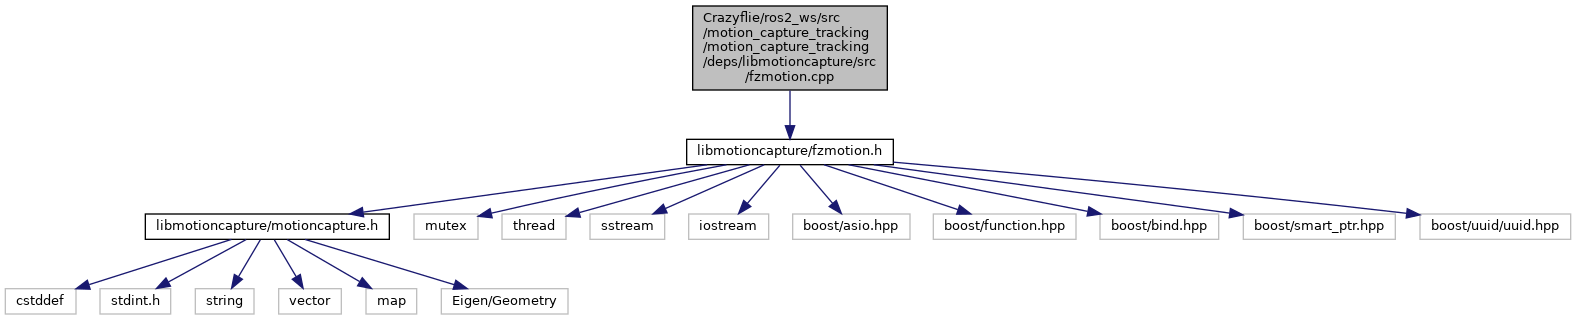 Crazyflie/ros2_ws/src
/motion_capture_tracking
/motion_capture_tracking
/deps/libmotioncapture/src
/fzmotion.cpp
libmotioncapture/fzmotion.h
libmotioncapture/motioncapture.h
mutex
thread
sstream
iostream
boost/asio.hpp
boost/function.hpp
boost/bind.hpp
boost/smart_ptr.hpp
boost/uuid/uuid.hpp
cstddef
stdint.h
string
vector
map
Eigen/Geometry